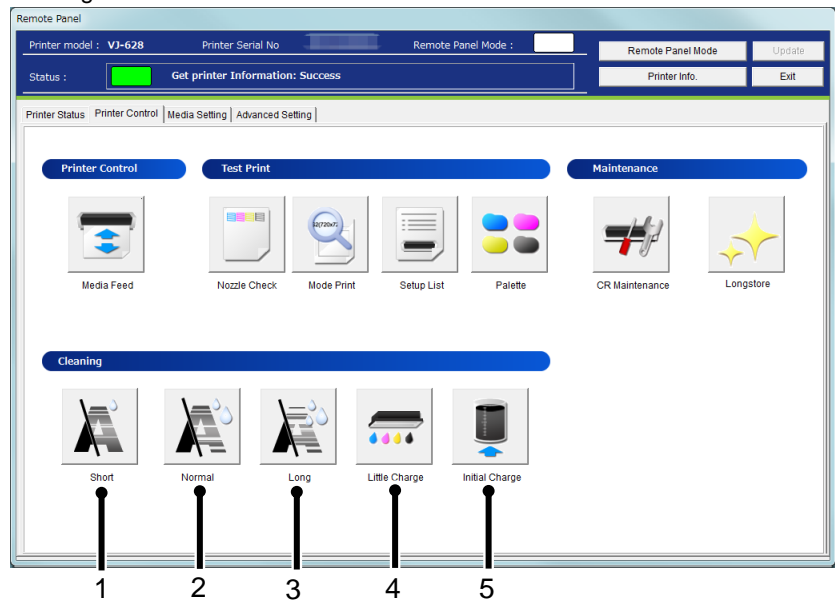 Remote Panel
Printer model : VJ-628 Printer Serial No Remote Panel Mode :
Remote Panel Mode Update
Status : Get printer Information: Success
Printer Info. Exit
Printer Status Printer Control Media Setting Advanced Setting
Printer Control Test Print Maintenance
Media Feed Nozzle Check Mode Print Setup List Palette CR Maintenance Longstore
Cleaning
Short Normal Long Little Charge Initial Charge
1 2 3 4 5